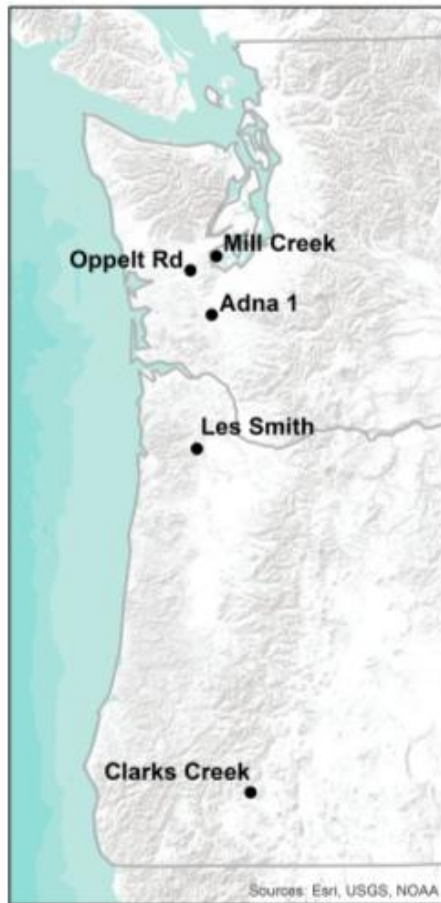 Mill Creek
Oppelt Rd
Adna 1
Les Smith
Clarks Creek
Sources: Esri, USGS, NOAA